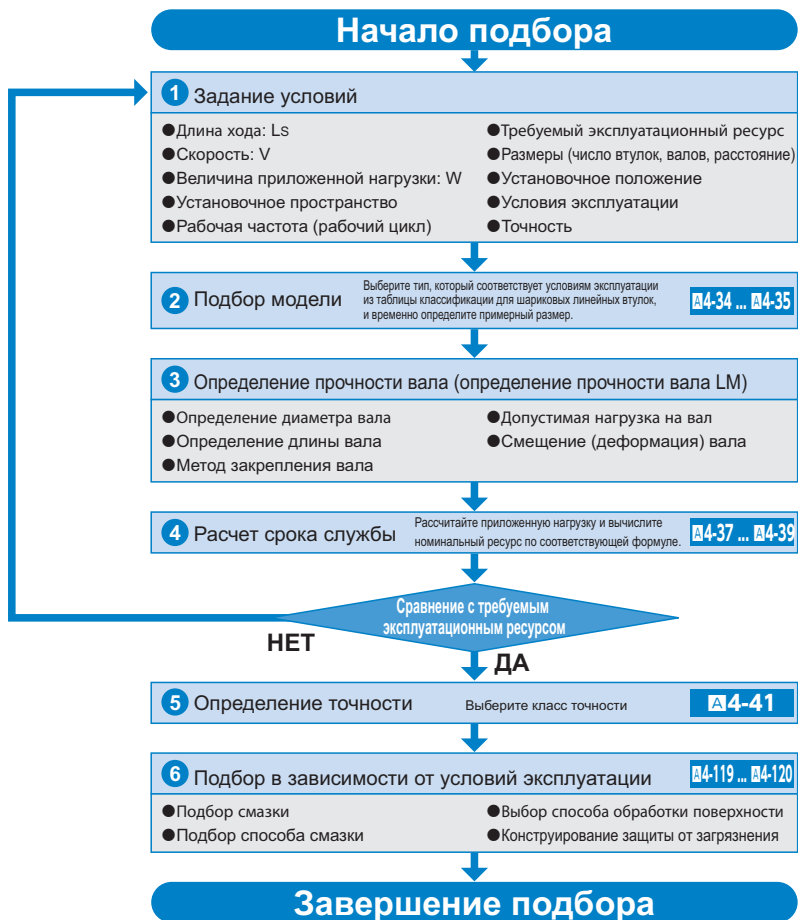 Начало подбора
1 Задание условий
●Длина хода: Ls
●Скорость: V
●Величина приложенной нагрузки: W
●Установочное пространство
●Рабочая частота (рабочий цикл)
●Требуемый эксплуатационный ресурс
●Размеры (число втулок, валов, расстояние)
●Установочное положение
●Условия эксплуатации
●Точность
2 Подбор модели
Выберите тип, который соответствует условиям эксплуатации
из таблицы классификации для шариковых линейных втулок,
и временно определите примерный размер.
A4-34 ... A4-35
3 Определение прочности вала (определение прочности вала LM)
●Определение диаметра вала
●Определение длины вала
●Метод закрепления вала
●Допустимая нагрузка на вал
●Смещение (деформация) вала
4 Расчет срока службы
Рассчитайте приложенную нагрузку и вычислите
номинальный ресурс по соответствующей формуле.
A4-37 ... A4-39
Сравнение с требуемым
эксплуатационным ресурсом
НЕТ
ДА
5 Определение точности
Выберите класс точности
A4-41
6 Подбор в зависимости от условий эксплуатации
A4-119 ... A4-120
●Подбор смазки
●Подбор способа смазки
●Выбор способа обработки поверхности
●Конструирование защиты от загрязнения
Завершение подбора